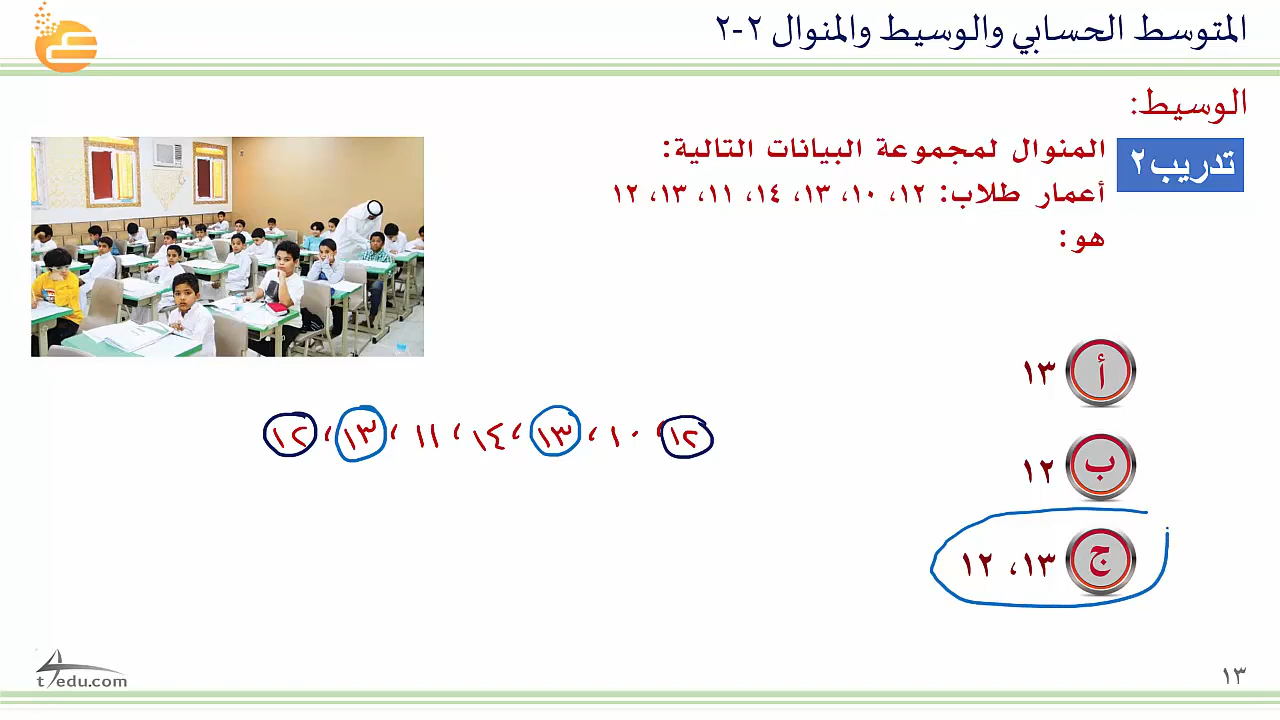 المتوسط الحسابي والوسيط والمنوال ٢-٢
الوسيط:
تدريب٢
المنوال لمجموعة البيانات التالية:
أعمار طلاب: ١٢، ١٠، ١٣، ١٤، ١١، ١٣، ١٢
هو:
أ ١٣
ب ١٢
ج ١٣، ١٢
١٢، ١٠، ١٣، ١٤، ١١، ١٣، ١٢
t4edu.com
١٣